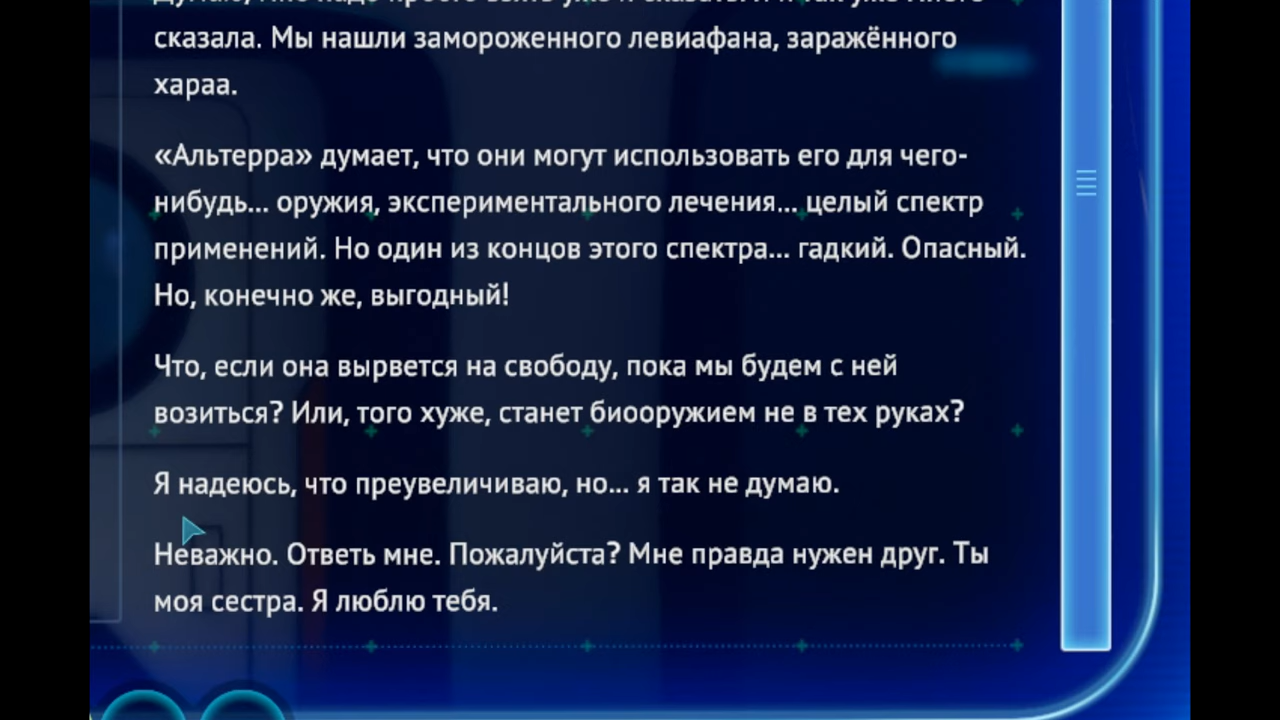 сказала. Мы нашли замороженного левиафана, заражённого
хараа.
«Альтерра» думает, что они могут использовать его для чего-
нибудь... оружия, экспериментального лечения... целый спектр
применений. Но один из концов этого спектра... гадкий. Опасный.
Но, конечно же, выгодный!
Что, если она вырвется на свободу, пока мы будем с ней
возиться? Или, того хуже, станет биооружием не в тех руках?
Я надеюсь, что преувеличиваю, но... я так не думаю.
Неважно. Ответь мне. Пожалуйста? Мне правда нужен друг. Ты
моя сестра. Я люблю тебя.